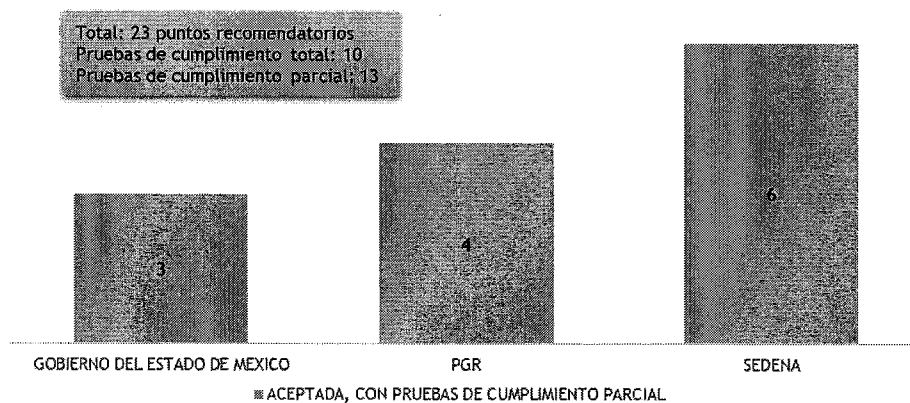 Total: 23 puntos recomendatorios
Pruebas de cumplimiento total: 10
Pruebas de cumplimiento parcial: 13
3
4
6
GOBIERNO DEL ESTADO DE MEXICO
PGR
SEDENA
ACEPTADA, CON PRUEBAS DE CUMPLIMIENTO PARCIAL